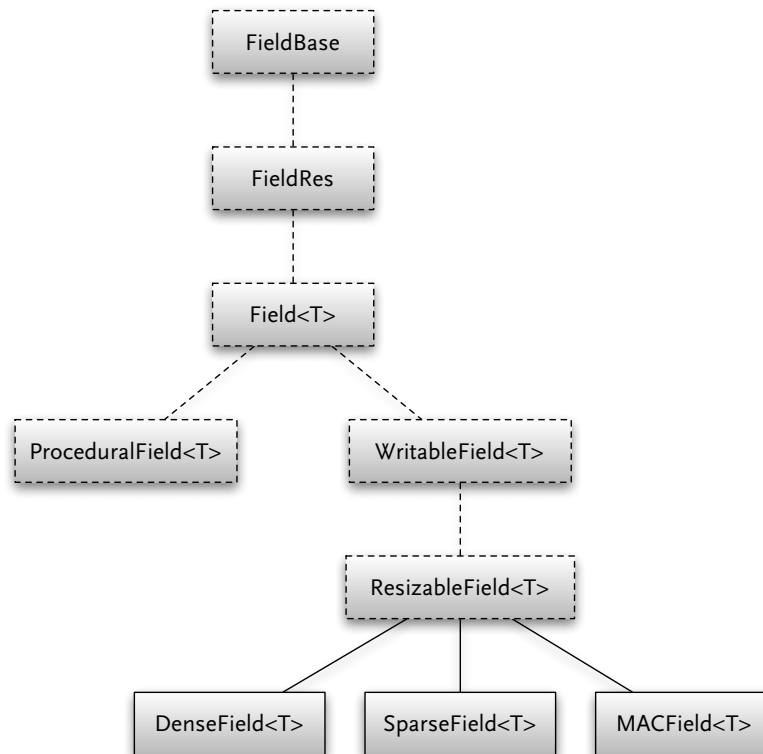 FieldBase
FieldRes
Field<T>
ProceduralField<T>
WritableField<T>
ResizableField<T>
DenseField<T>
SparseField<T>
MACField<T>